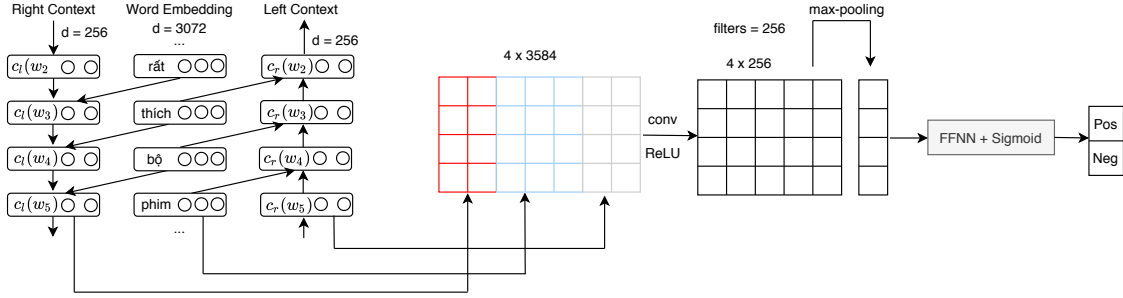 Right Context Word Embedding Left Context
d = 256 d = 3072 d = 256
...
c_l(w_2 rất c_r(w_2)
c_l(w_3) thích c_r(w_3)
c_l(w_4) bộ c_r(w_4)
c_l(w_5) phim c_r(w_5)
...
4 x 3584
conv
ReLU
filters = 256
4 x 256
max-pooling
FFNN + Sigmoid
Pos
Neg